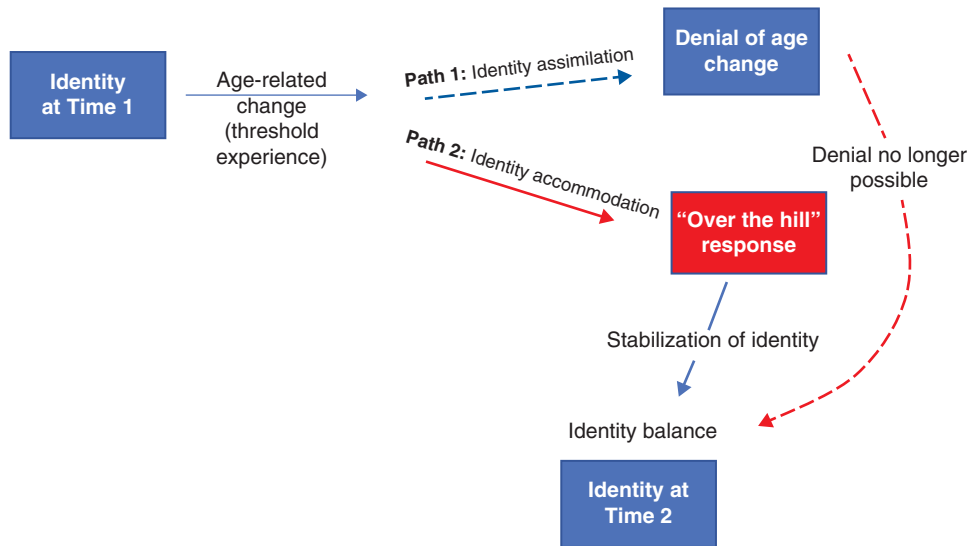 Identity
at Time 1
Age-related
change
(threshold
experience)
Path 1: Identity assimilation
Denial of age
change
Path 2: Identity accommodation
Denial no longer
possible
“Over the hill”
response
Stabilization of identity
Identity balance
Identity at
Time 2